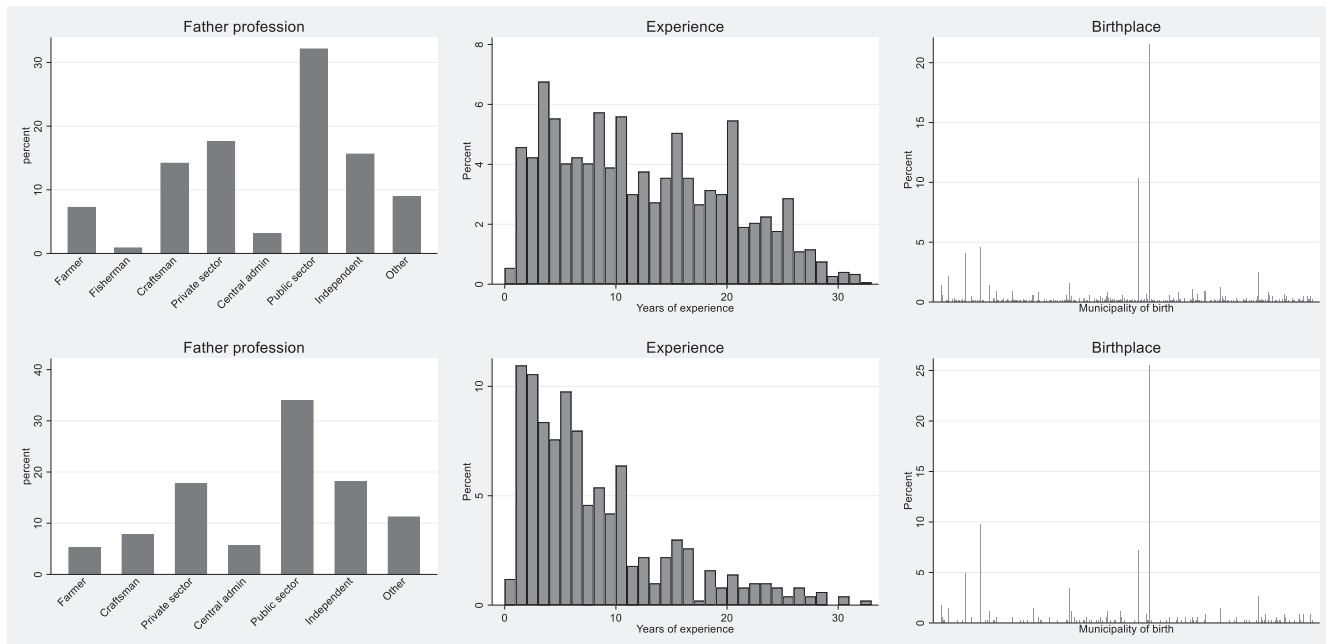 Father profession
percent
0
10
20
30
Farmer
Fisherman
Craftsman
Private sector
Central admin
Public sector
Independent
Other
Experience
Percent
0
2
4
6
8
0 10 20 30
Years of experience
Birthplace
Percent
0
5
10
15
20
Municipality of birth
Father profession
percent
0
10
20
30
40
Farmer
Craftsman
Private sector
Central admin
Public sector
Independent
Other
Experience
Percent
0
5
10
0 10 20 30
Years of experience
Birthplace
Percent
0
5
10
15
20
25
Municipality of birth